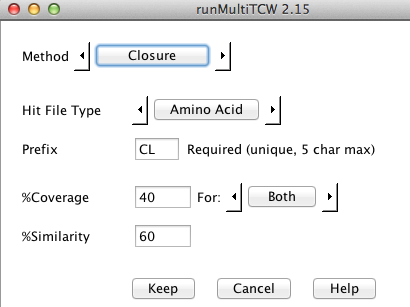 runMultiTCW 2.15
Method Closure
Hit File Type Amino Acid
Prefix CL Required (unique, 5 char max)
%Coverage 40 For: Both
%Similarity 60
Keep Cancel Help